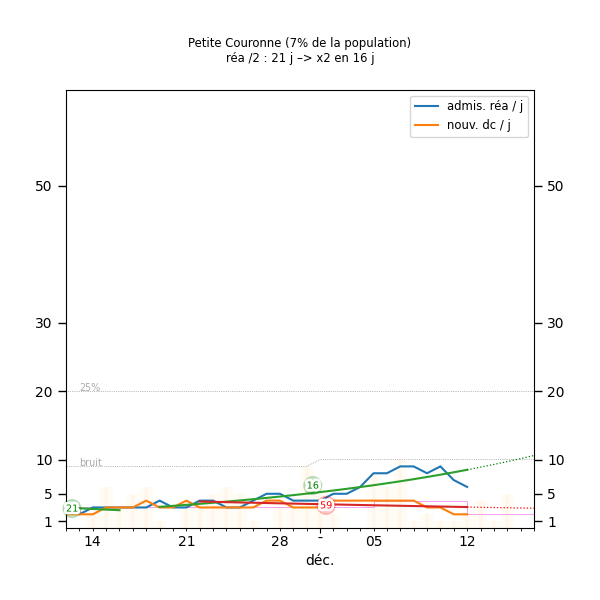 Petite Couronne (7% de la population)
réa /2 : 21 j –> x2 en 16 j
admis. réa / j
nouv. dc / j
50 50
30 30
25%
20 20
bruit
10 10
16
5 5
21 59
1 1
14 21 28 - 05 12
déc.